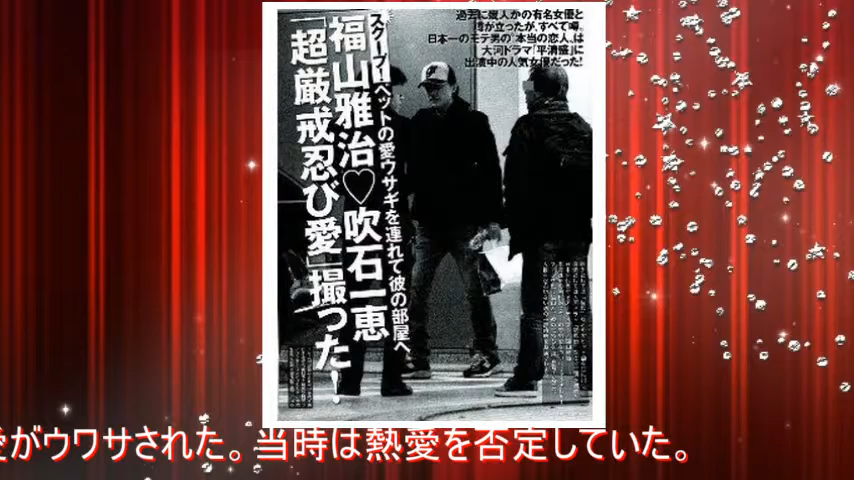 過去に幾人かの有名女優と
噂が立ったが、すべて噂。
日本一のモテ男の“本当の恋人”は
大河ドラマ「平清盛」に
出演中の人気女優だった！
スクープ！ペットの愛ウサギを連れて彼の部屋へ…
福山雅治♡吹石一恵
「超厳戒忍び愛」撮った！
愛がウワサされた。当時は熱愛を否定していた。